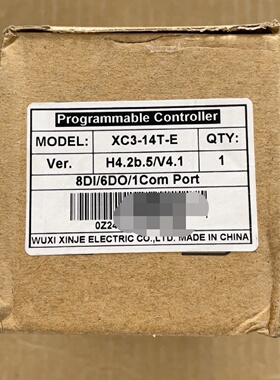 Programmable Controller
MODEL: XC3-14T-E QTY:
Ver. H4.2b.5/V4.1 1
8DI/6DO/1Com Port
WUXI XINJE ELECTRIC CO.,LTD. MADE IN CHINA